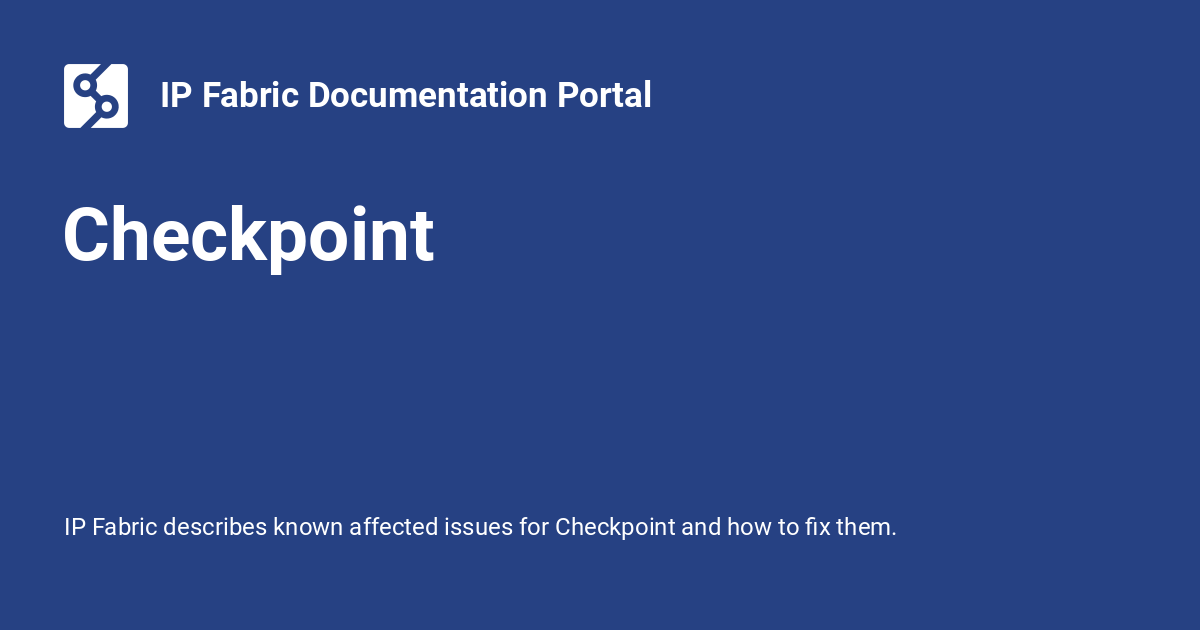 IP Fabric Documentation Portal
Checkpoint
IP Fabric describes known affected issues for Checkpoint and how to fix them.